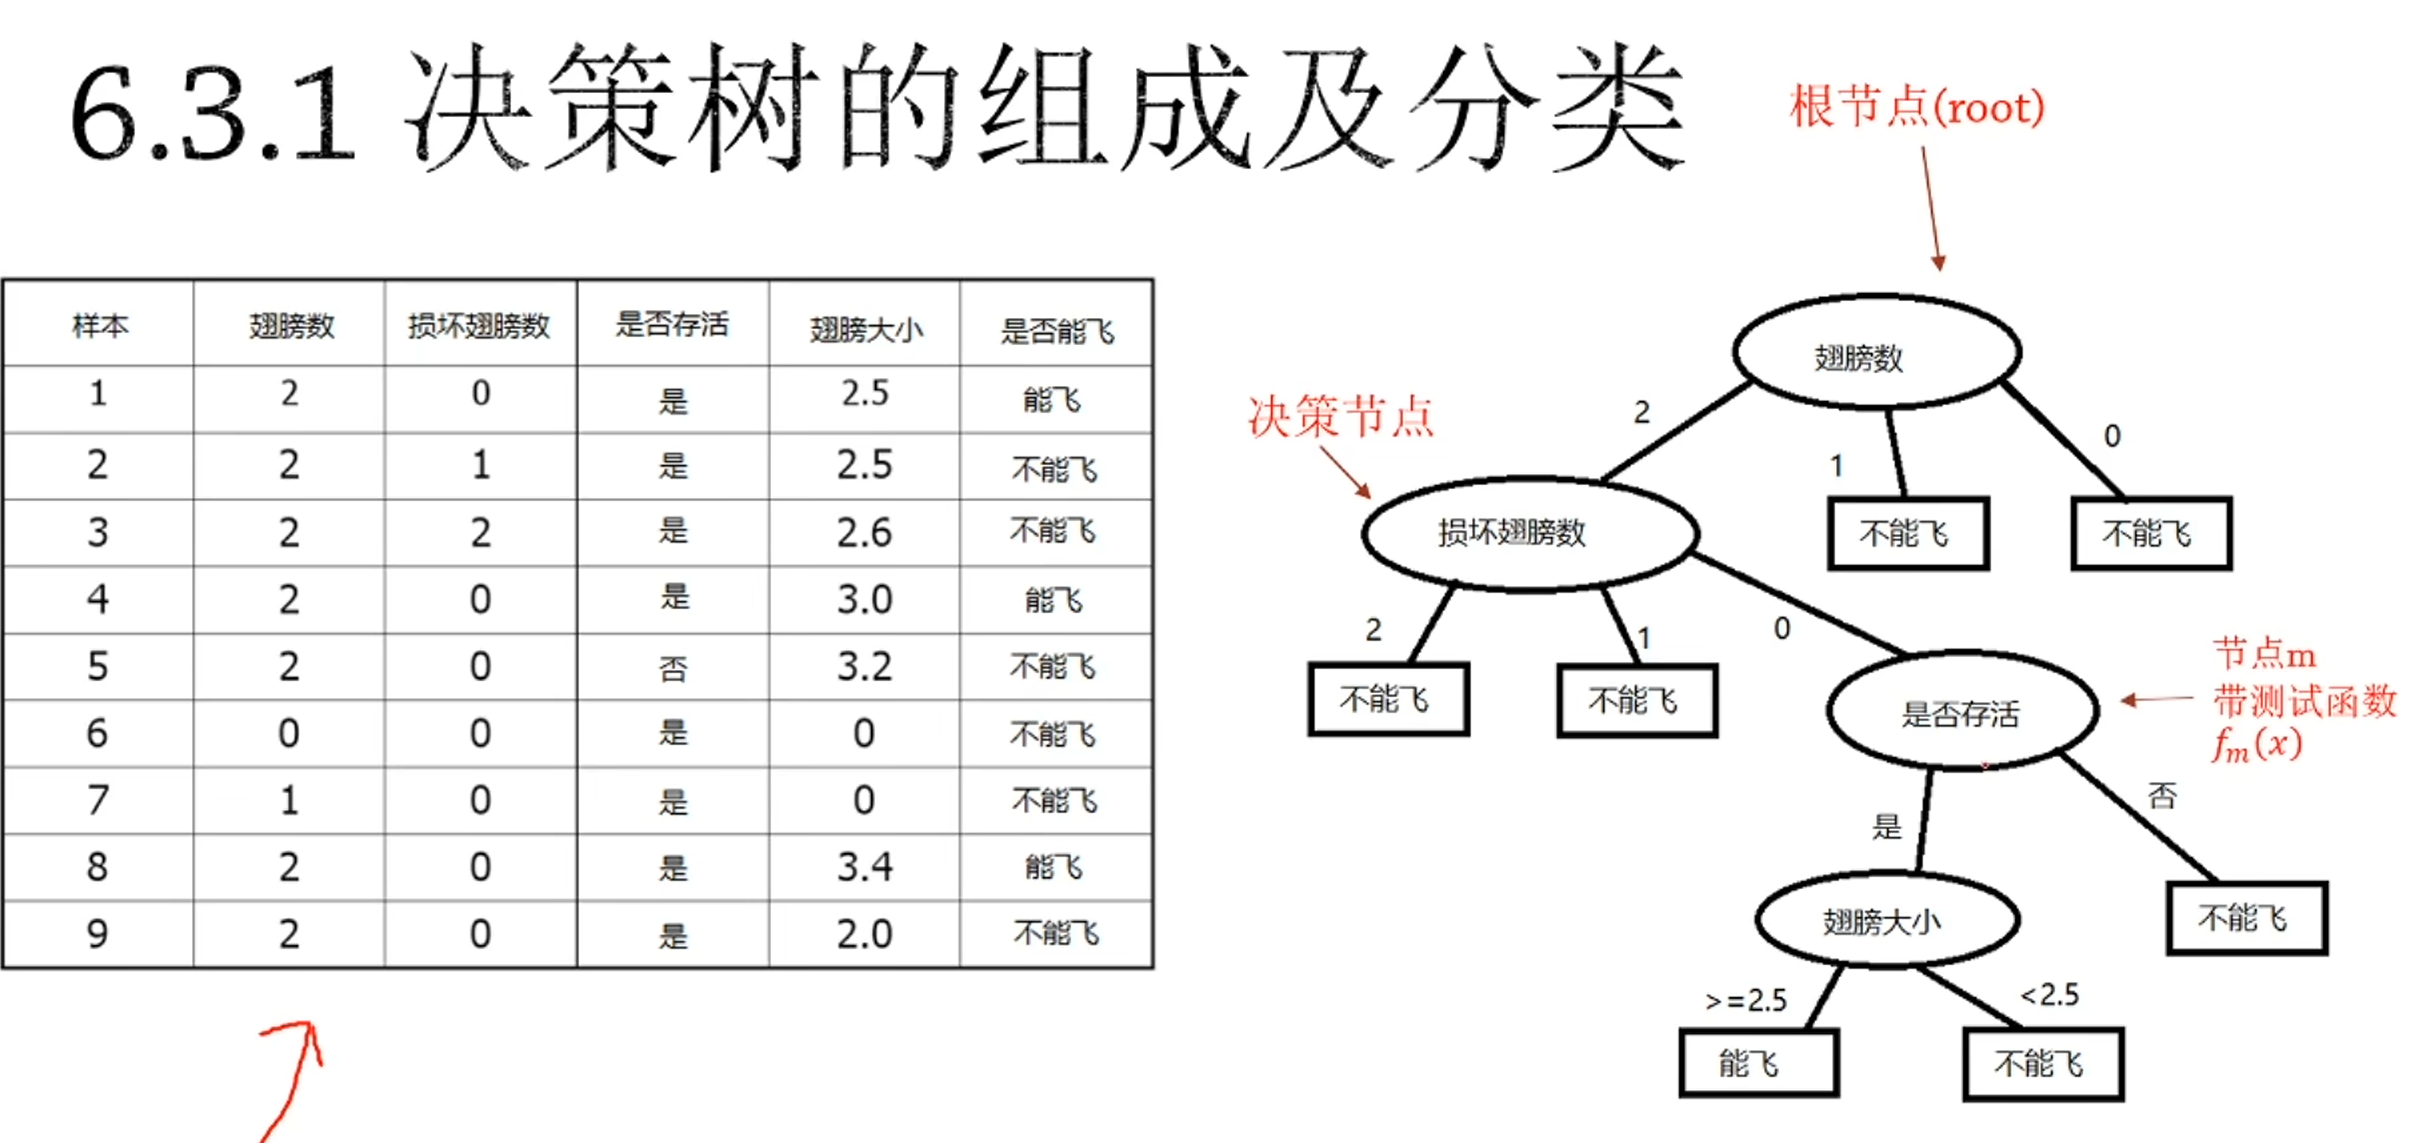 6.3.1 决策树的组成及分类
根节点(root)
样本 翅膀数 损坏翅膀数 是否存活 翅膀大小 是否能飞
1 2 0 是 2.5 能飞
2 2 1 是 2.5 不能飞
3 2 2 是 2.6 不能飞
4 2 0 是 3.0 能飞
5 2 0 否 3.2 不能飞
6 0 0 是 0 不能飞
7 1 0 是 0 不能飞
8 2 0 是 3.4 能飞
9 2 0 是 2.0 不能飞
翅膀数
决策节点
2
1
0
损坏翅膀数
不能飞
不能飞
2
1
0
不能飞
不能飞
是否存活
节点m
带测试函数
fₘ(x)
是
否
翅膀大小
不能飞
>=2.5
<2.5
能飞
不能飞